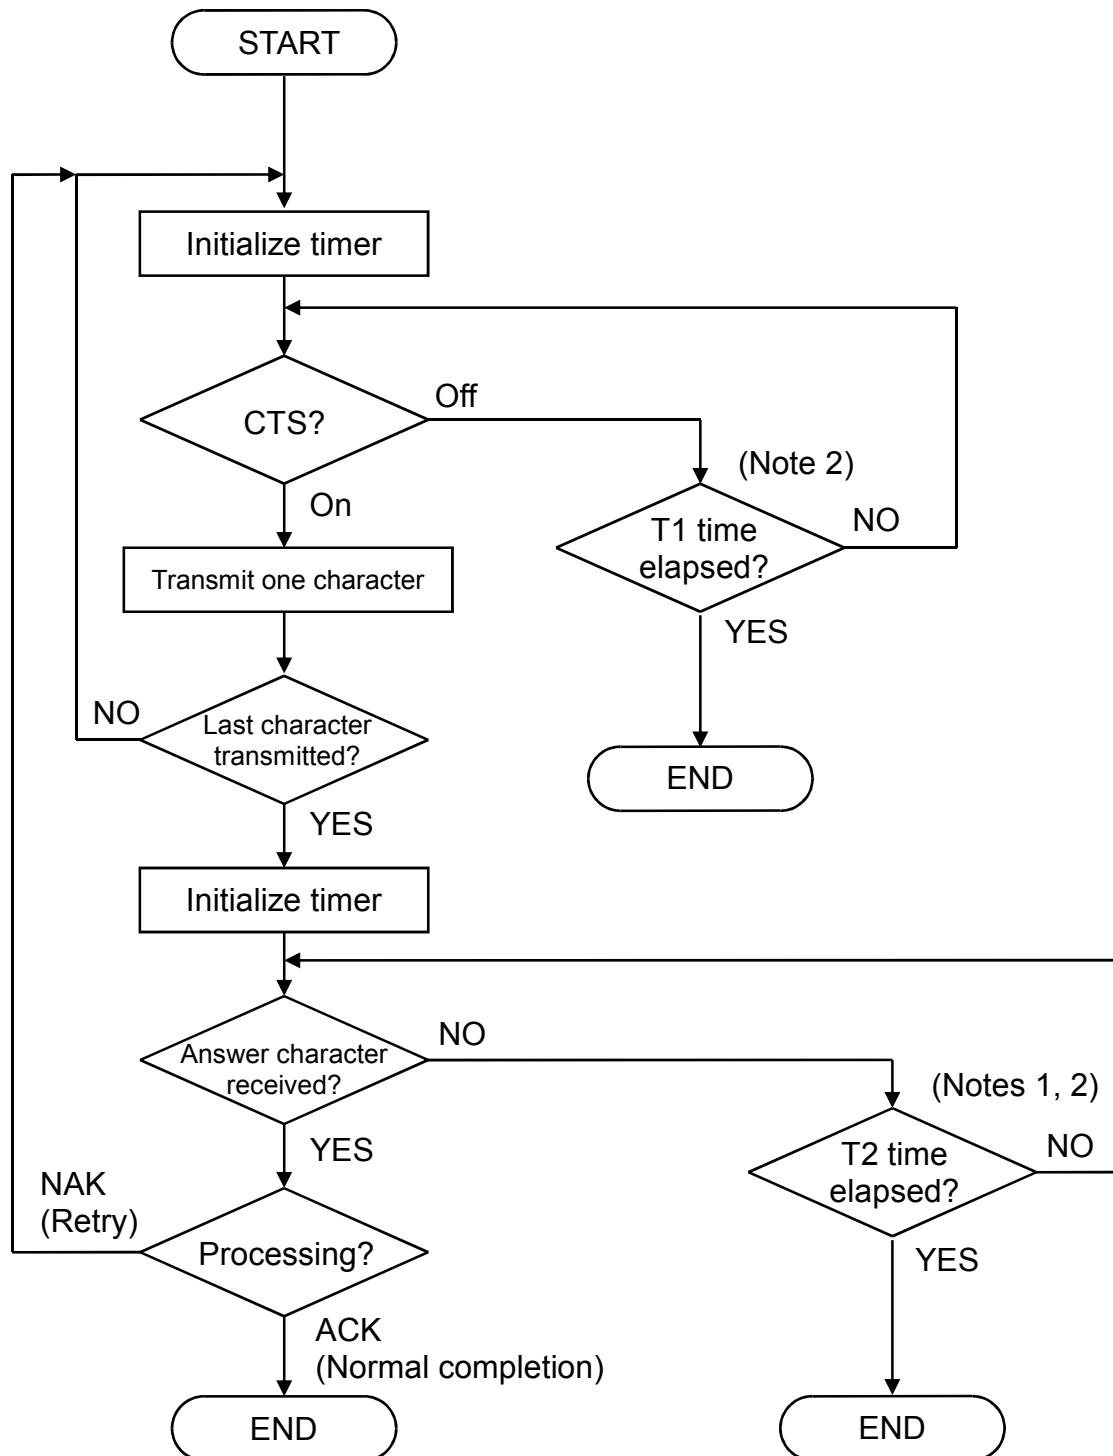 START
Initialize timer
CTS?
Off
On
(Note 2)
T1 time
elapsed?
NO
YES
END
Transmit one character
Last character
transmitted?
NO
YES
Initialize timer
Answer character
received?
NO
YES
(Notes 1, 2)
T2 time
elapsed?
NO
YES
END
Processing?
NAK
(Retry)
ACK
(Normal completion)
END